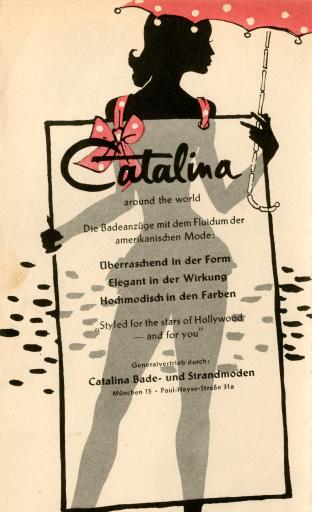 Catalina
around the world
Die Badeanzüge mit dem Fluidum der
amerikanischen Mode:
Überraschend in der Form
Elegant in der Wirkung
Hochmodisch in den Farben
"Styled for the stars of Hollywood
— and for you"
Generalvertrieb durch:
Catalina Bade- und Strandmoden
München 15 · Paul-Heyse-Straße 31a